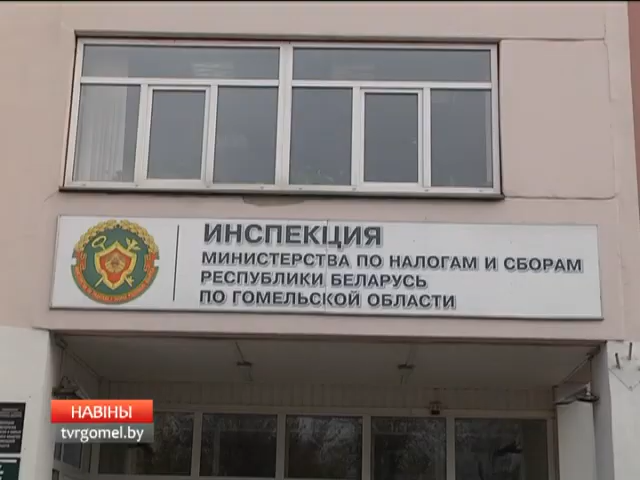 ИНСПЕКЦИЯ
МИНИСТЕРСТВА ПО НАЛОГАМ И СБОРАМ
РЕСПУБЛИКИ БЕЛАРУСЬ
ПО ГОМЕЛЬСКОЙ ОБЛАСТИ
НАВІНЫ
tvrgomel.by